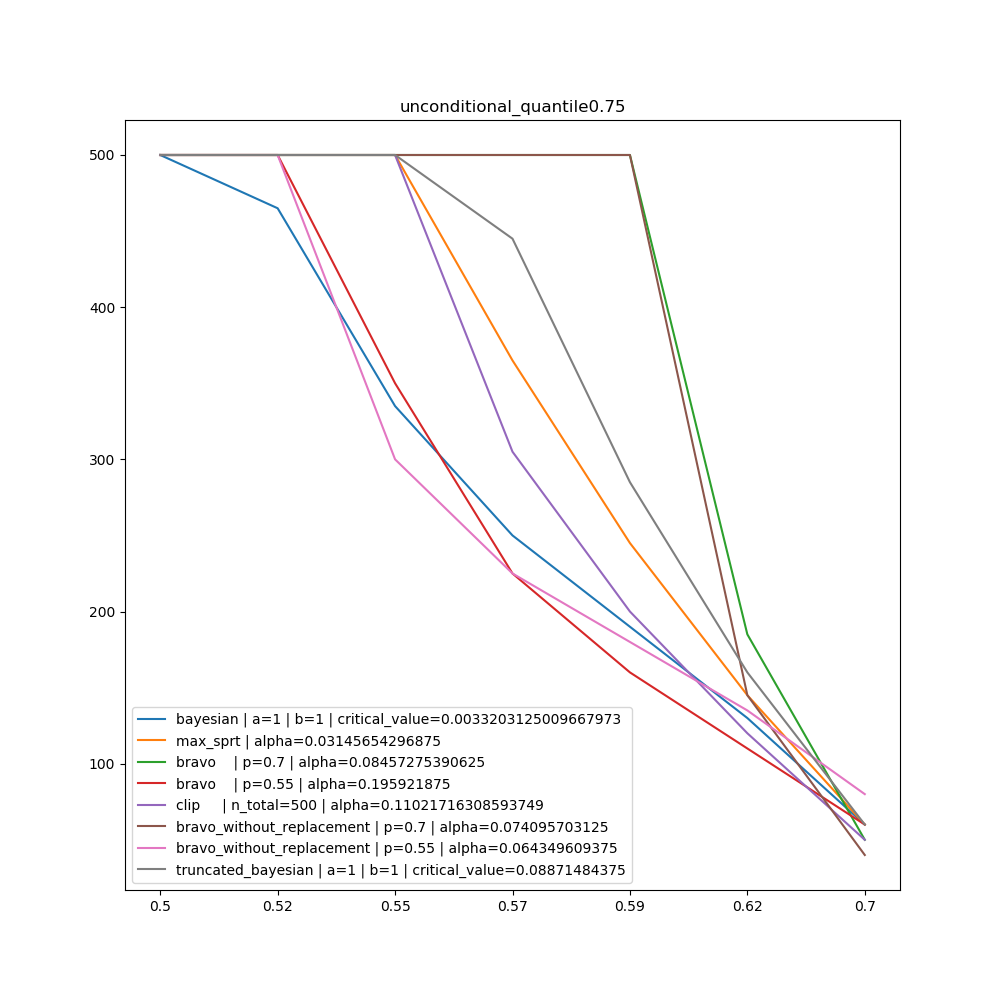 unconditional_quantile0.75
500
400
300
200
100
bayesian | a=1 | b=1 | critical_value=0.0033203125009667973
max_sprt | alpha=0.03145654296875
bravo    | p=0.7 | alpha=0.08457275390625
bravo    | p=0.55 | alpha=0.195921875
clip     | n_total=500 | alpha=0.11021716308593749
bravo_without_replacement | p=0.7 | alpha=0.074095703125
bravo_without_replacement | p=0.55 | alpha=0.064349609375
truncated_bayesian | a=1 | b=1 | critical_value=0.08871484375
0.5 0.52 0.55 0.57 0.59 0.62 0.7